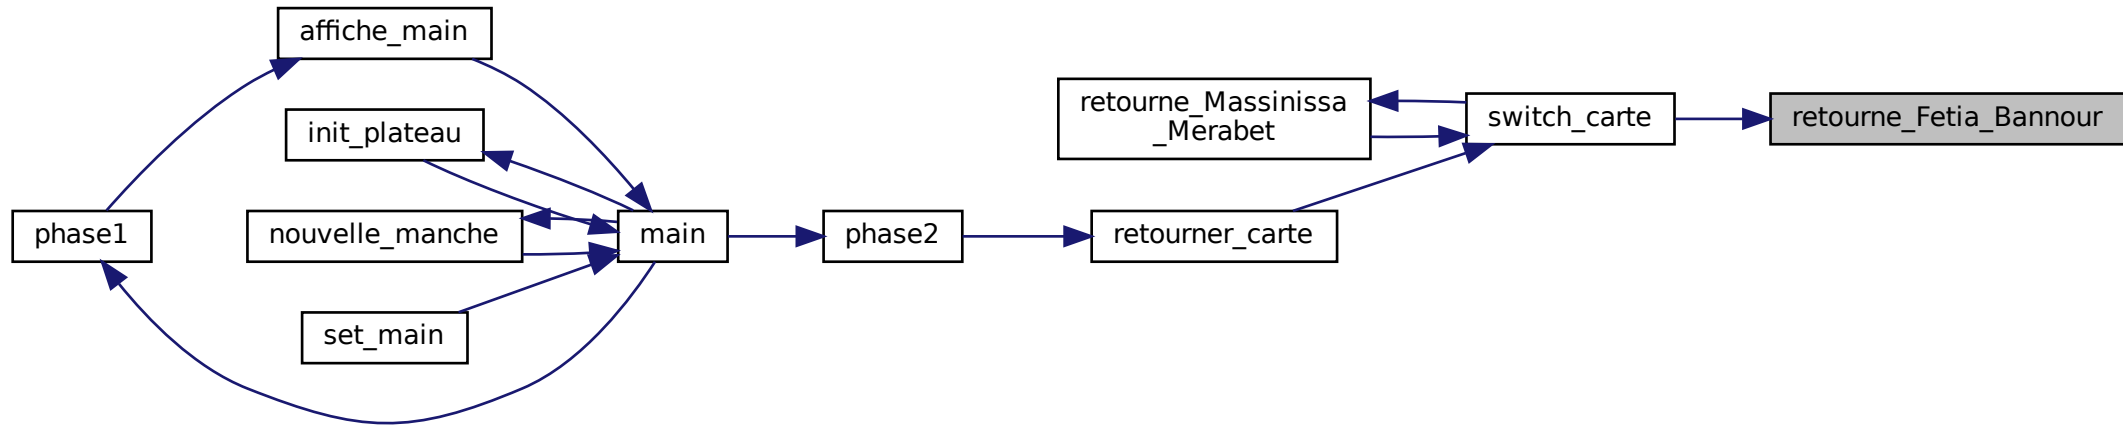 affiche_main
retourne_Massinissa
_Merabet
switch_carte
retourne_Fetia_Bannour
init_plateau
phase1
nouvelle_manche
main
phase2
retourner_carte
set_main